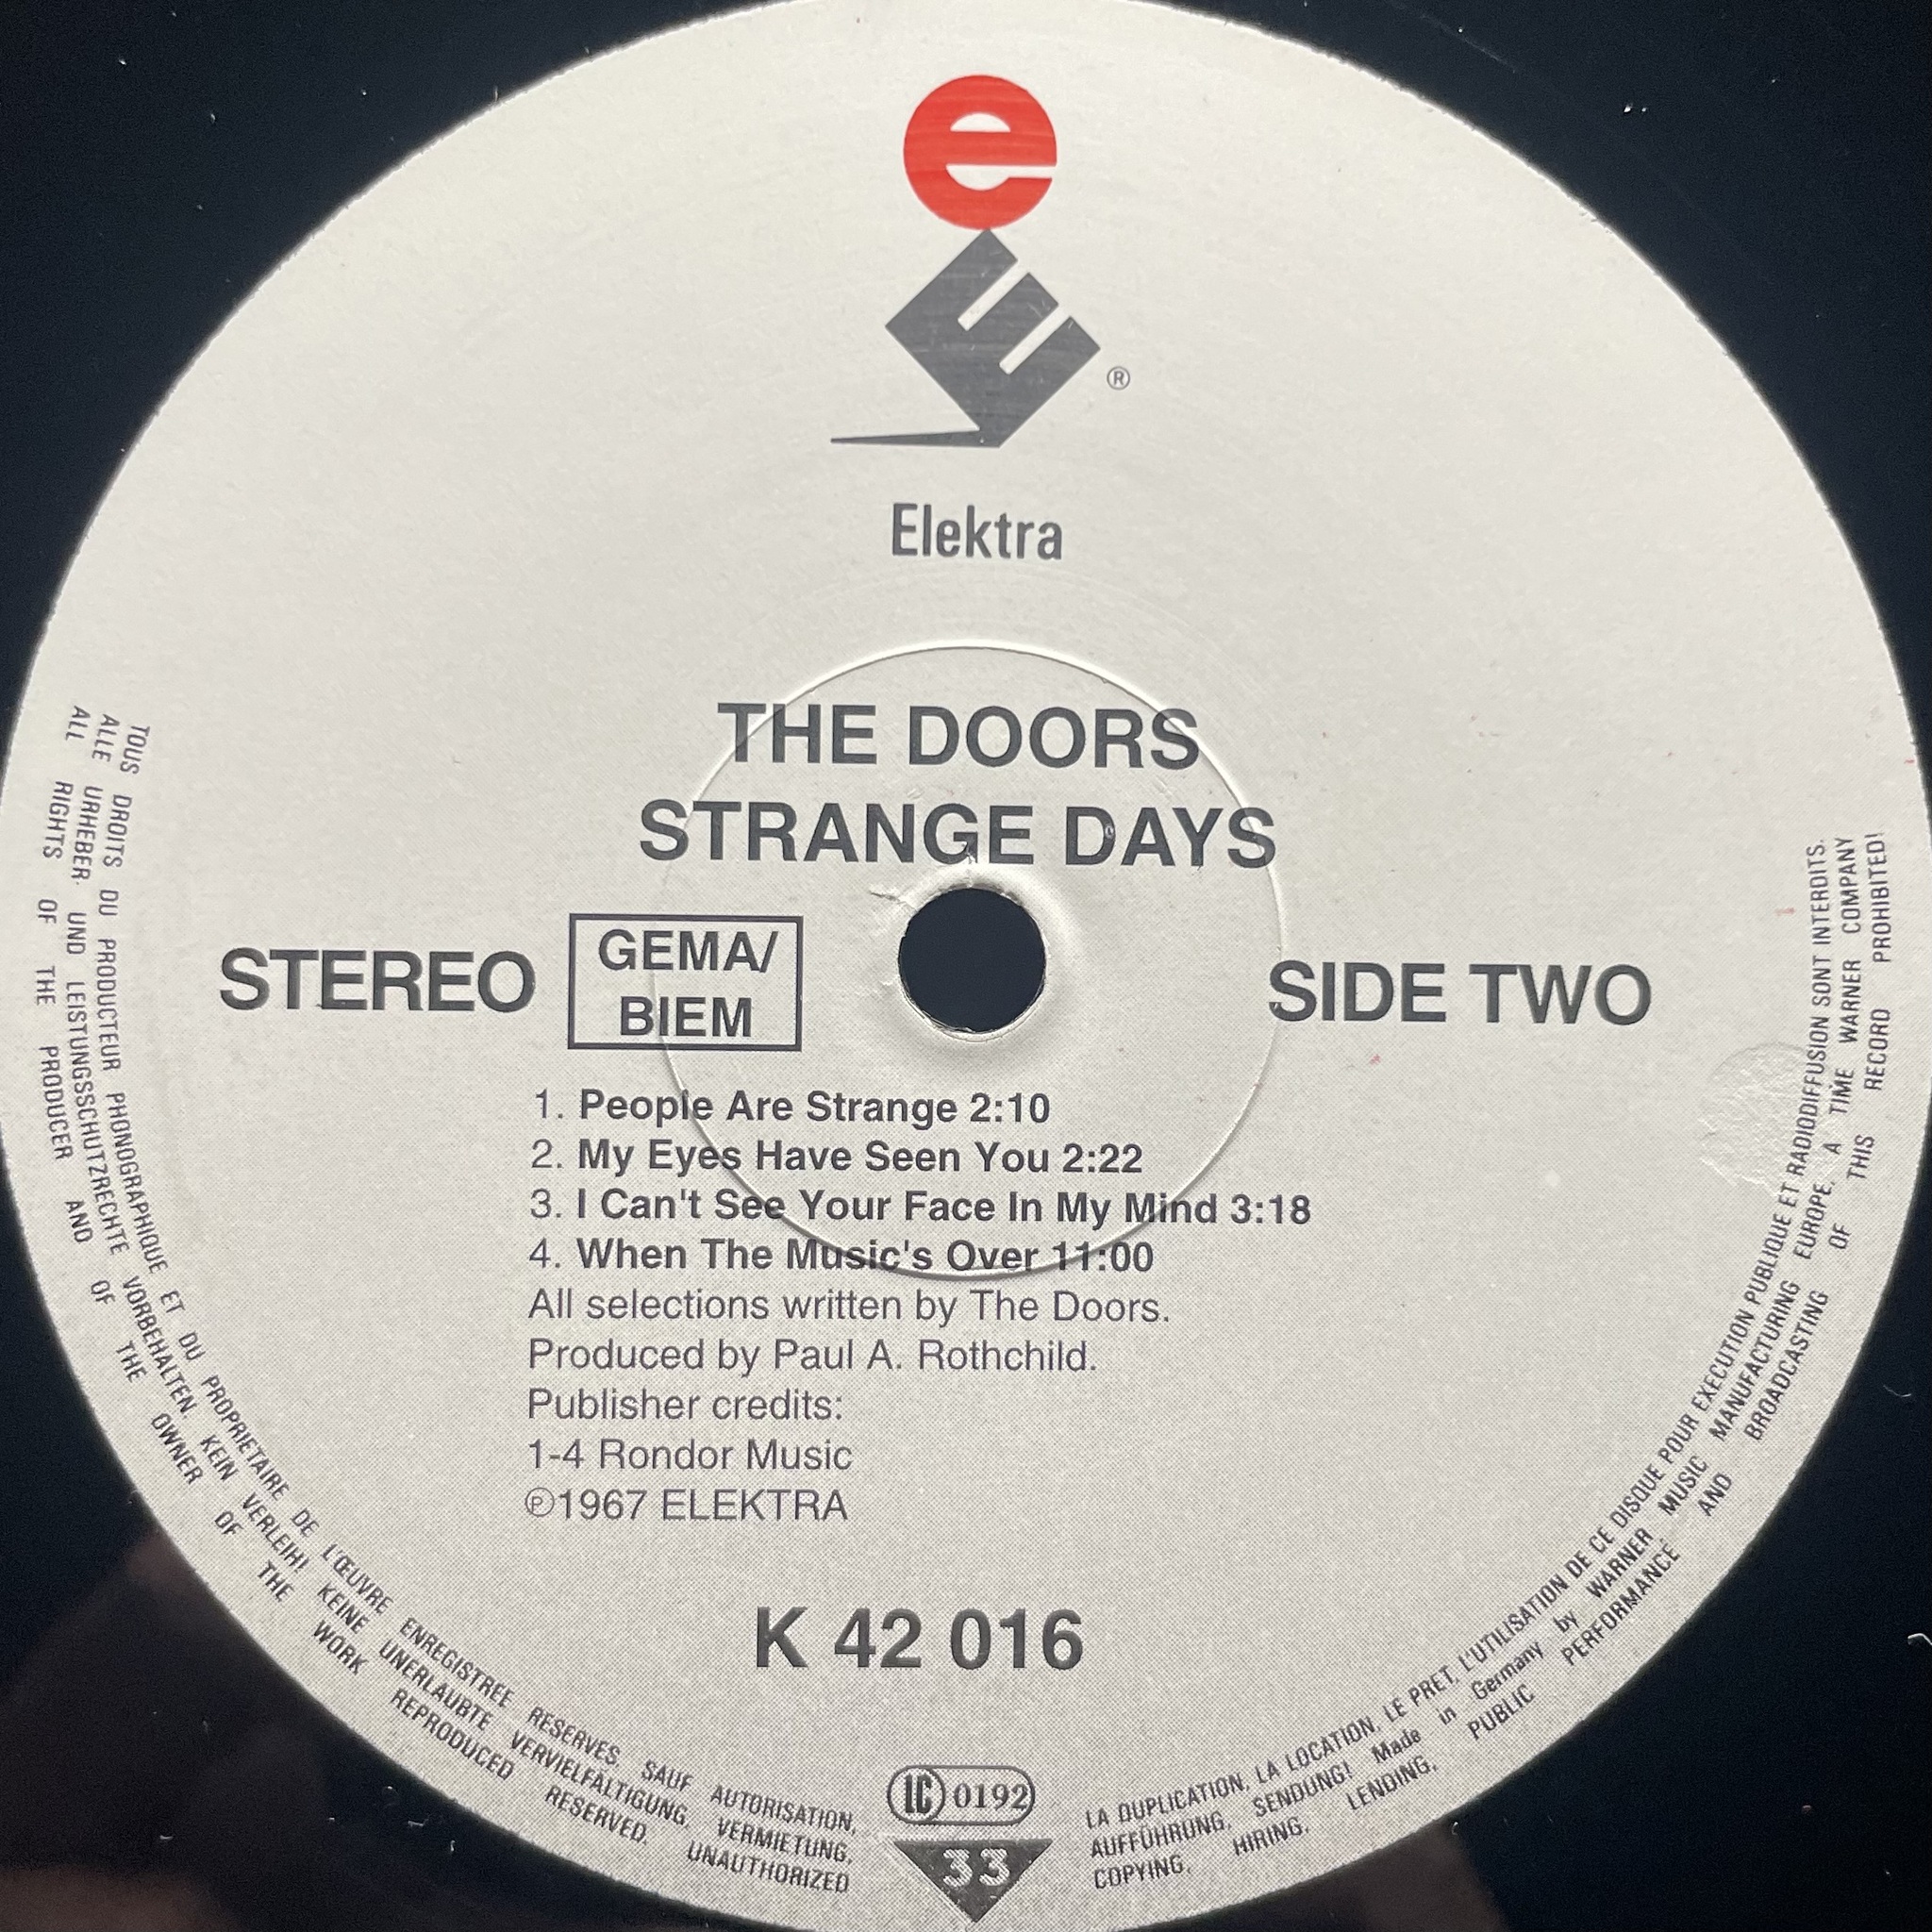 e
E ®
Elektra
THE DOORS
STRANGE DAYS
STEREO
GEMA/
BIEM
SIDE TWO
1. People Are Strange 2:10
2. My Eyes Have Seen You 2:22
3. I Can't See Your Face In My Mind 3:18
4. When The Music's Over 11:00
All selections written by The Doors.
Produced by Paul A. Rothchild.
Publisher credits:
1-4 Rondor Music
℗1967 ELEKTRA
K 42 016
LC 0192
33
TOUS DROITS DU PRODUCTEUR PHONOGRAPHIQUE ET DU PROPRIETAIRE DE L'ŒUVRE ENREGISTREE RESERVES. SAUF AUTORISATION, LA DUPLICATION, LA LOCATION, LE PRET, L'UTILISATION DE CE DISQUE POUR EXECUTION PUBLIQUE ET RADIODIFFUSION SONT INTERDITS.
ALLE URHEBER- UND LEISTUNGSSCHUTZRECHTE VORBEHALTEN. KEIN VERLEIH! KEINE UNERLAUBTE VERVIELFÄLTIGUNG, VERMIETUNG, AUFFÜHRUNG, SENDUNG! Made in Germany by WARNER MUSIC MANUFACTURING EUROPE, A TIME WARNER COMPANY
ALL RIGHTS OF THE PRODUCER AND OF THE OWNER OF THE WORK REPRODUCED RESERVED. UNAUTHORIZED COPYING, HIRING, LENDING, PUBLIC PERFORMANCE AND BROADCASTING OF THIS RECORD PROHIBITED!